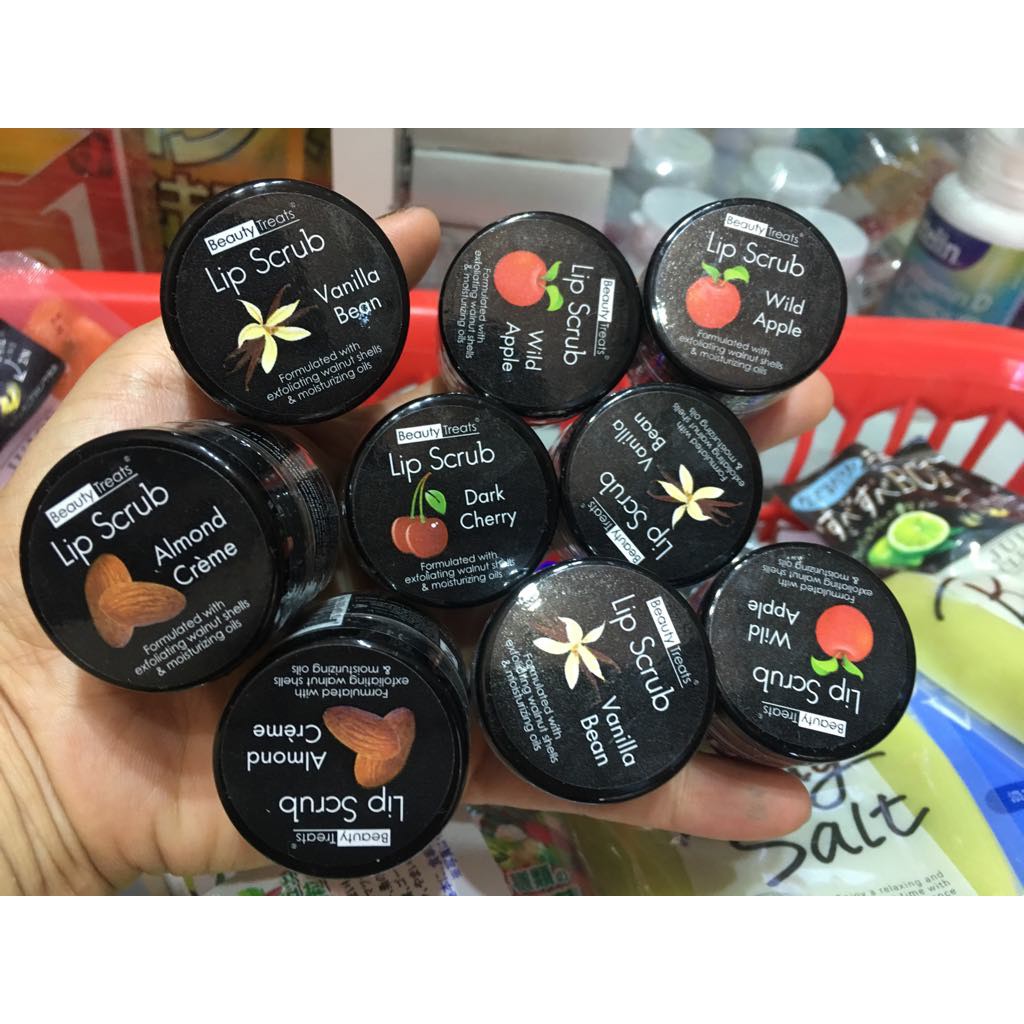 Beauty Treats®
Lip Scrub
Vanilla
Bean
Formulated with
exfoliating walnut shells
& moisturizing oils
Beauty Treats®
Lip Scrub
Wild
Apple
Formulated with
exfoliating walnut shells
& moisturizing oils
Beauty Treats®
Lip Scrub
Wild
Apple
Formulated with
exfoliating walnut shells
& moisturizing oils
Beauty Treats®
Lip Scrub
Almond
Crème
Formulated with
exfoliating walnut shells
& moisturizing oils
Beauty Treats®
Lip Scrub
Dark
Cherry
Formulated with
exfoliating walnut shells
& moisturizing oils
Beauty Treats®
Lip Scrub
Vanilla
Bean
Formulated with
exfoliating walnut shells
& moisturizing oils
Beauty Treats®
Lip Scrub
Almond
Crème
Formulated with
exfoliating walnut shells
& moisturizing oils
Beauty Treats®
Lip Scrub
Vanilla
Bean
Formulated with
exfoliating walnut shells
& moisturizing oils
Beauty Treats®
Lip Scrub
Wild
Apple
Formulated with
exfoliating walnut shells
& moisturizing oils
Salt
a relaxing and
time with